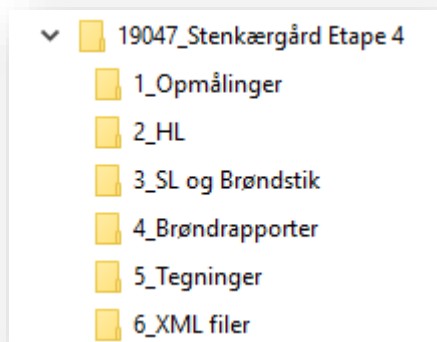 19047_Stenkærgård Etape 4
1_Opmålinger
2_HL
3_SL og Brøndstik
4_Brøndrapporter
5_Tegninger
6_XML filer